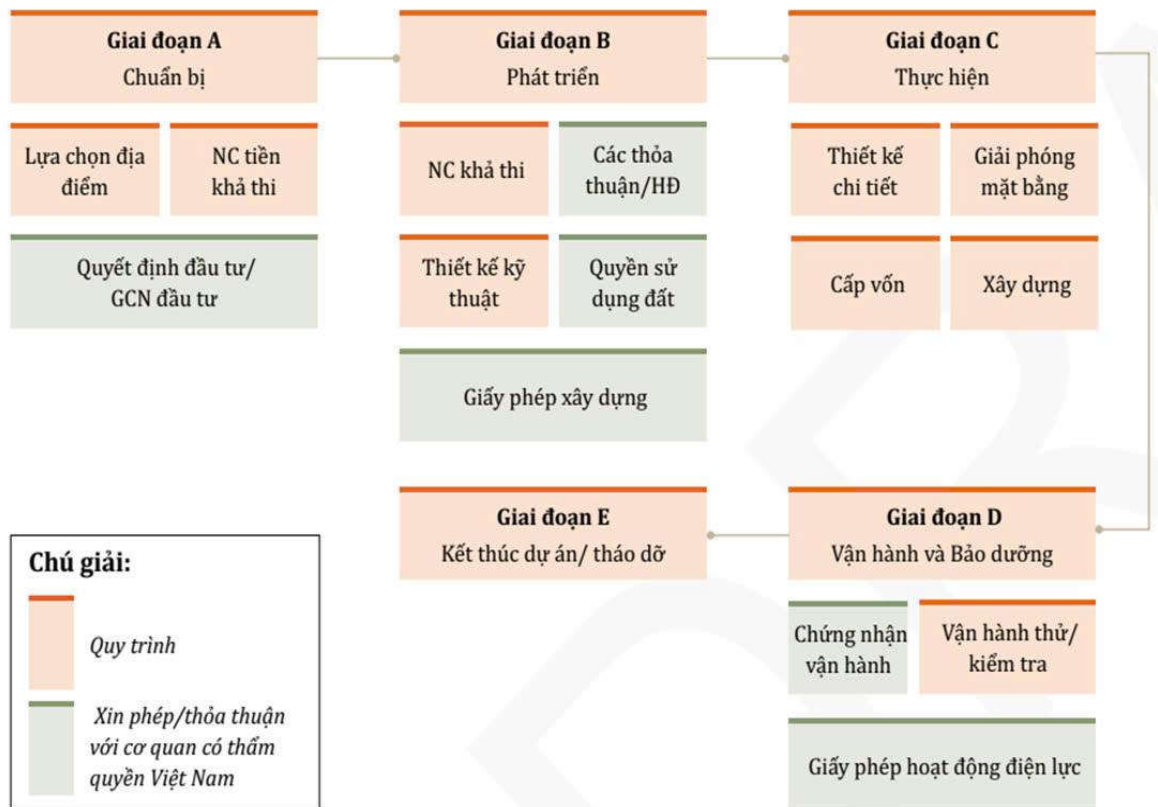 Giai đoạn A
Chuẩn bị
Giai đoạn B
Phát triển
Giai đoạn C
Thực hiện
Lựa chọn địa
điểm
NC tiền
khả thi
Quyết định đầu tư/
GCN đầu tư
NC khả thi
Các thỏa
thuận/HĐ
Thiết kế kỹ
thuật
Quyền sử
dụng đất
Giấy phép xây dựng
Thiết kế
chi tiết
Giải phóng
mặt bằng
Cấp vốn
Xây dựng
Giai đoạn E
Kết thúc dự án/ tháo dỡ
Giai đoạn D
Vận hành và Bảo dưỡng
Chứng nhận
vận hành
Vận hành thử/
kiểm tra
Giấy phép hoạt động điện lực
Chú giải:
Quy trình
Xin phép/thỏa thuận
với cơ quan có thẩm
quyền Việt Nam